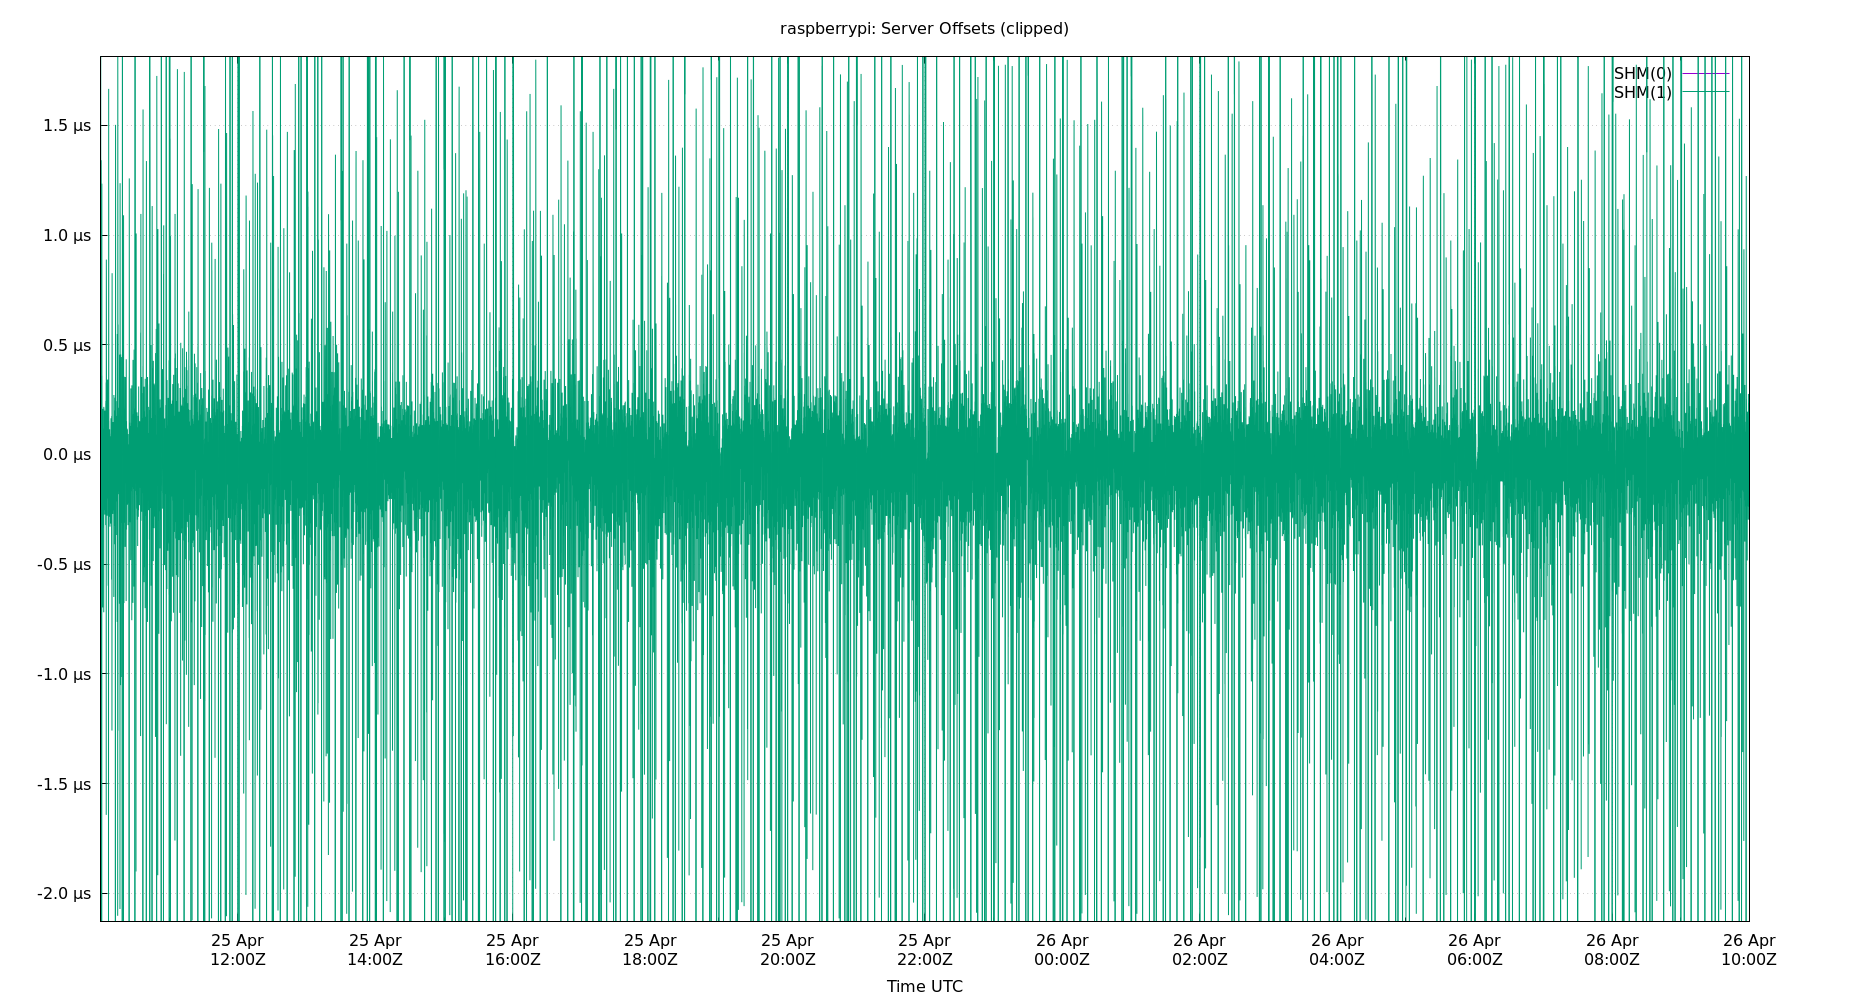 raspberrypi: Server Offsets (clipped)
SHM(0)
SHM(1)
1.5 µs
1.0 µs
0.5 µs
0.0 µs
-0.5 µs
-1.0 µs
-1.5 µs
-2.0 µs
25 Apr 25 Apr 25 Apr 25 Apr 25 Apr 25 Apr 26 Apr 26 Apr 26 Apr 26 Apr 26 Apr 26 Apr
12:00Z 14:00Z 16:00Z 18:00Z 20:00Z 22:00Z 00:00Z 02:00Z 04:00Z 06:00Z 08:00Z 10:00Z
Time UTC